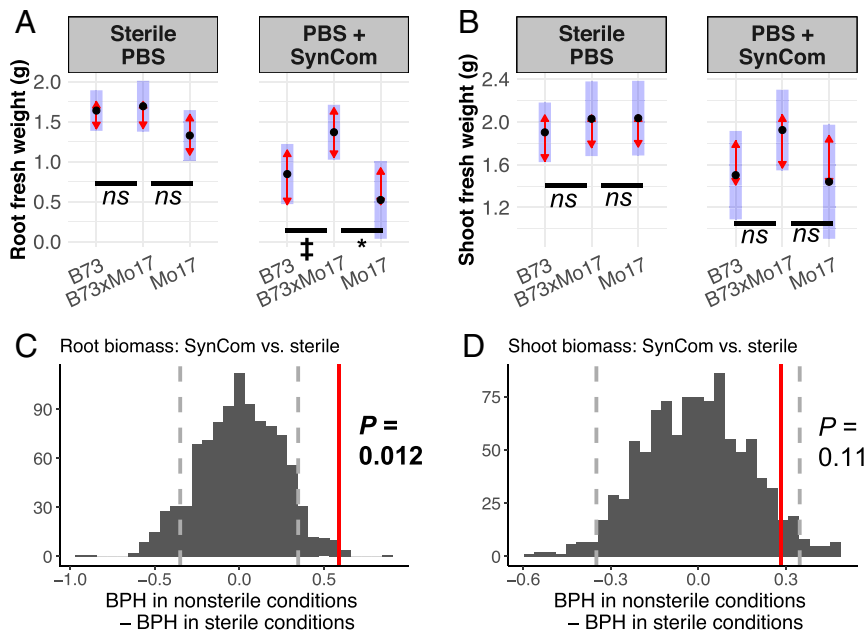 A
Sterile
PBS
PBS +
SynCom
Root fresh weight (g)
2.0
1.5
1.0
0.5
0.0
ns
ns
‡
*
B73
B73xMo17
Mo17
B73
B73xMo17
Mo17
B
Sterile
PBS
PBS +
SynCom
Shoot fresh weight (g)
2.4
2.0
1.6
1.2
ns
ns
ns
ns
B73
B73xMo17
Mo17
B73
B73xMo17
Mo17
C
Root biomass: SynCom vs. sterile
90
60
30
0
P =
0.012
−1.0
−0.5
0.0
0.5
BPH in nonsterile conditions
− BPH in sterile conditions
D
Shoot biomass: SynCom vs. sterile
75
50
25
0
P =
0.11
−0.6
−0.3
0.0
0.3
BPH in nonsterile conditions
− BPH in sterile conditions